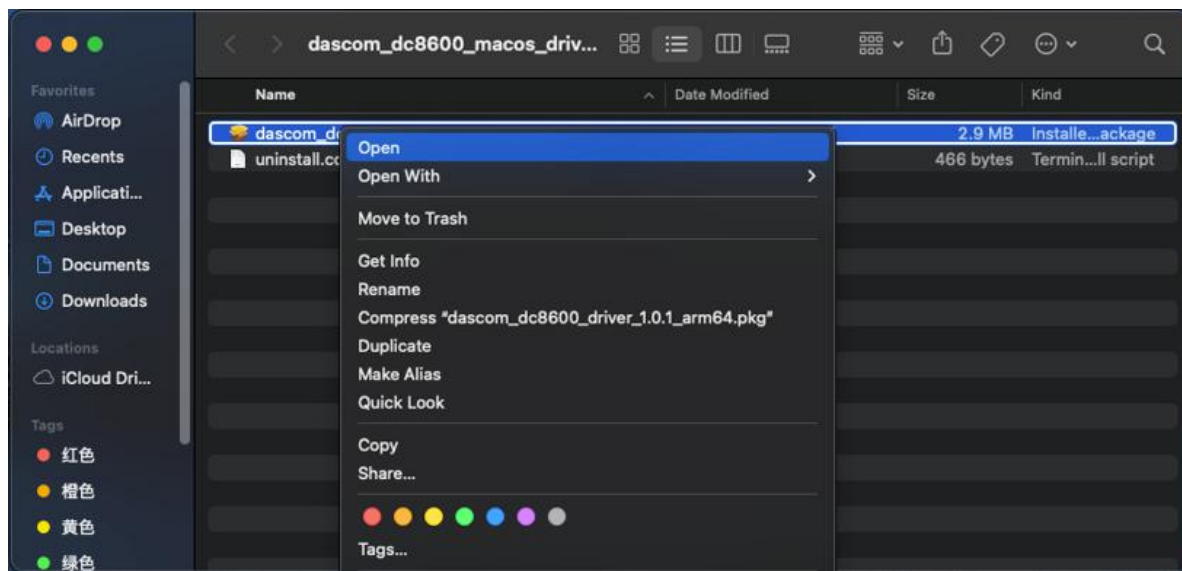 dascom_dc8600_macos_driv...
Favorites
AirDrop
Recents
Applicati...
Desktop
Documents
Downloads
Locations
iCloud Dri...
Tags
红色
橙色
黄色
绿色
Name
Date Modified
Size
Kind
dascom_d
2.9 MB
Installe...ackage
uninstall.co
466 bytes
Termin...ll script
Open
Open With
Move to Trash
Get Info
Rename
Compress "dascom_dc8600_driver_1.0.1_arm64.pkg"
Duplicate
Make Alias
Quick Look
Copy
Share...
Tags...